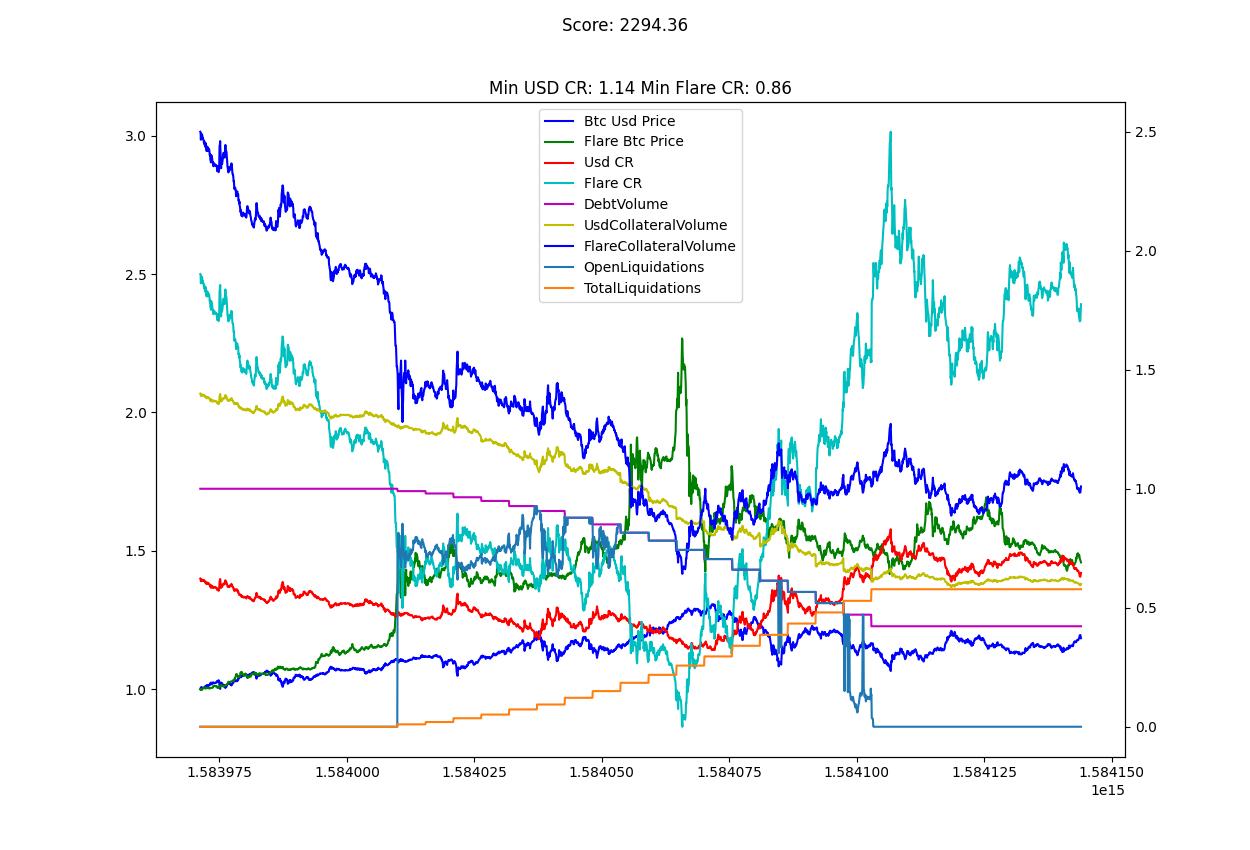 Score: 2294.36
Min USD CR: 1.14 Min Flare CR: 0.86
Btc Usd Price
Flare Btc Price
Usd CR
Flare CR
DebtVolume
UsdCollateralVolume
FlareCollateralVolume
OpenLiquidations
TotalLiquidations
3.0
2.5
2.0
1.5
1.0
2.5
2.0
1.5
1.0
0.5
0.0
1.583975 1.584000 1.584025 1.584050 1.584075 1.584100 1.584125 1.584150
1e15